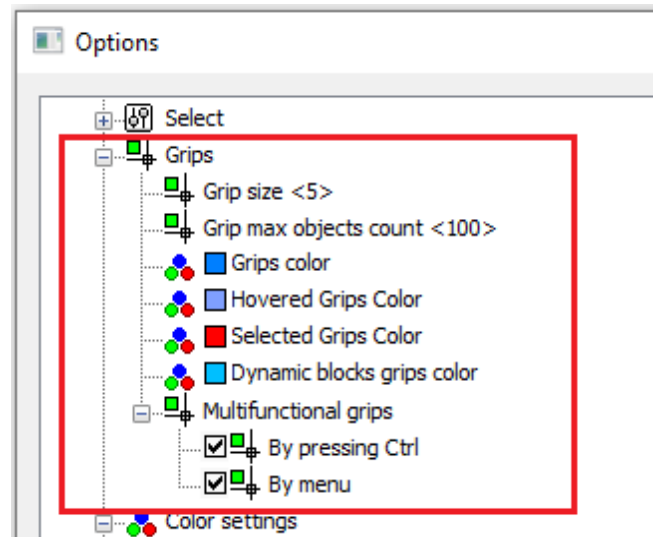 Options
Select
Grips
Grip size <5>
Grip max objects count <100>
Grips color
Hovered Grips Color
Selected Grips Color
Dynamic blocks grips color
Multifunctional grips
By pressing Ctrl
By menu
Color settings